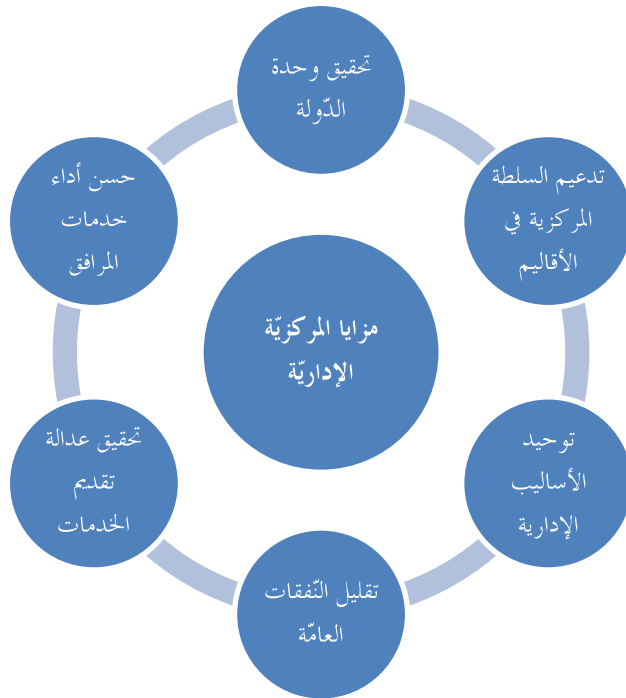 تحقيق وحدة
الدّولة
تدعيم السلطة
المركزية في
الأقاليم
توحيد
الأساليب
الإدارية
تقليل النّفقات
العامّة
تحقيق عدالة
تقديم
الخدمات
حسن أداء
خدمات
المرافق
مزايا المركزيّة
الإداريّة